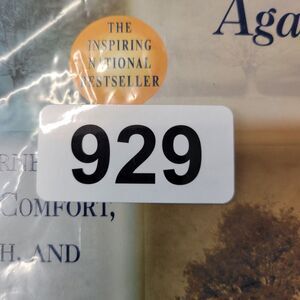 Aga
THE
INSPIRING
NATIONAL
BESTSELLER
929
COMFORT,
H, AND